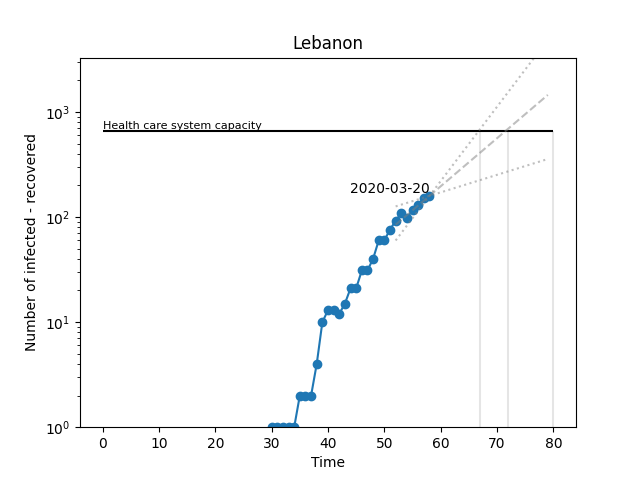 Lebanon
Number of infected - recovered
10³
10²
10¹
10⁰
Health care system capacity
2020-03-20
0 10 20 30 40 50 60 70 80
Time